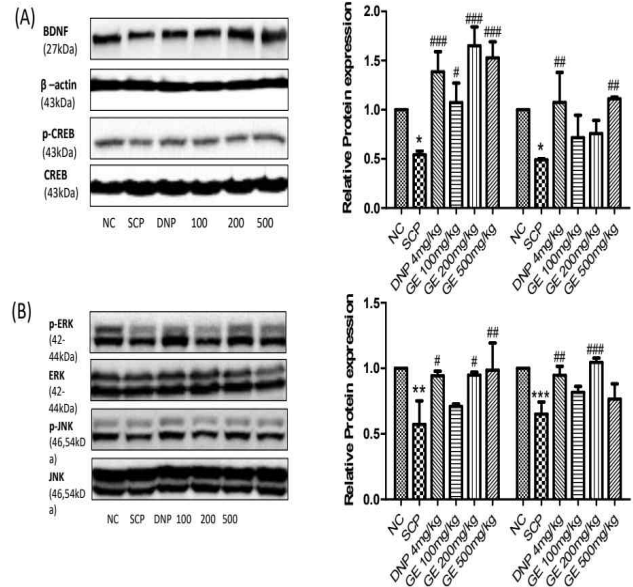 (A)
BDNF
(27kDa)
β –actin
(43kDa)
p-CREB
(43kDa)
CREB
(43kDa)
NC SCP DNP 100 200 500
Relative Protein expression
2.0
1.5
1.0
0.5
0.0
* ### # ### ###
* ## ##
NC
SCP
DNP 4mg/kg
GE 100mg/kg
GE 200mg/kg
GE 500mg/kg
NC
SCP
DNP 4mg/kg
GE 100mg/kg
GE 200mg/kg
GE 500mg/kg
(B)
p-ERK
(42-
44kDa)
ERK
(42-
44kDa)
p-JNK
(46,54kD
a)
JNK
(46,54kD
a)
NC SCP DNP 100 200 500
Relative Protein expression
1.5
1.0
0.5
0.0
** # # ##
*** ## ###
NC
SCP
DNP 4mg/kg
GE 100mg/kg
GE 200mg/kg
GE 500mg/kg
NC
SCP
DNP 4mg/kg
GE 100mg/kg
GE 200mg/kg
GE 500mg/kg